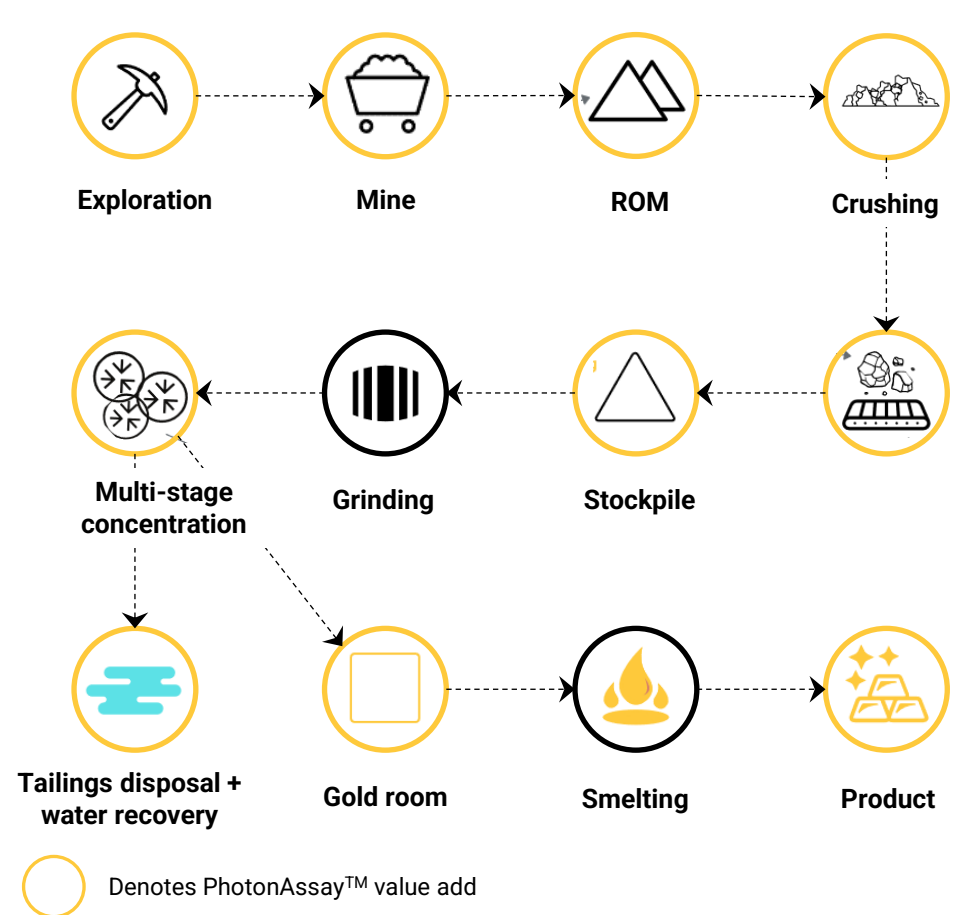 Exploration
Mine
ROM
Crushing
Multi-stage
concentration
Grinding
Stockpile
Tailings disposal +
water recovery
Gold room
Smelting
Product
Denotes PhotonAssay™ value add